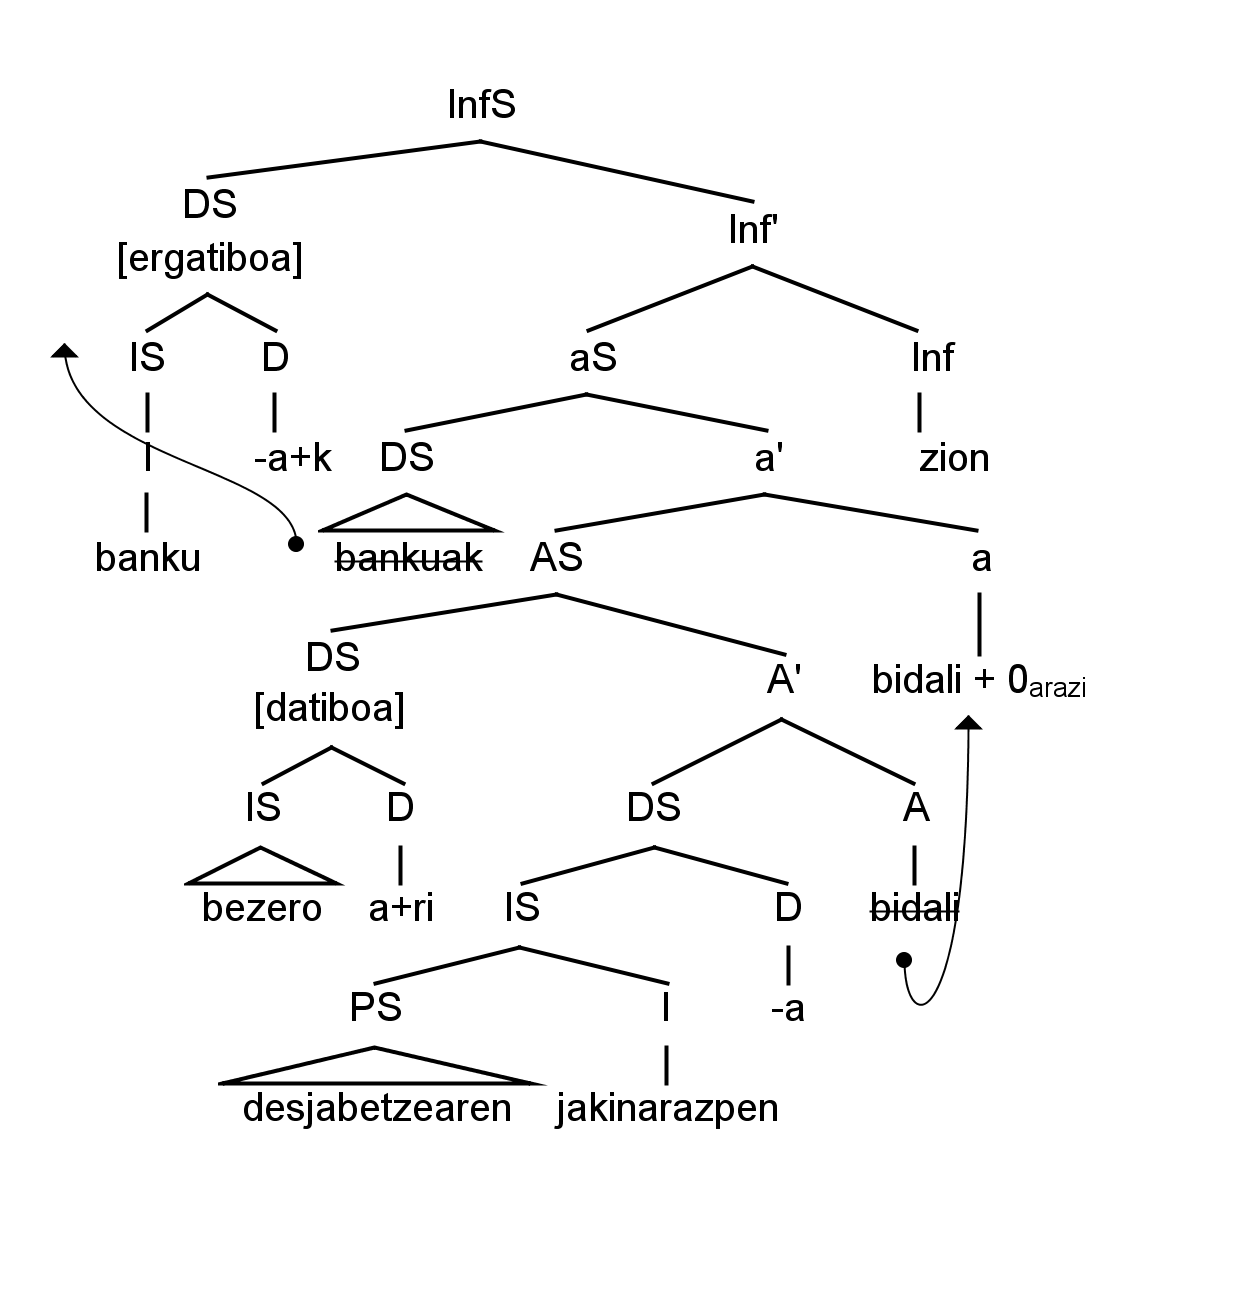 InfS
DS
[ergatiboa]
Inf'
IS D aS Inf
I -a+k DS a' zion
banku bankuak AS a
DS
[datiboa]
A' bidali + 0arazi
IS D DS A
bezero a+ri IS D bidali
PS I -a
desjabetzearen jakinarazpen